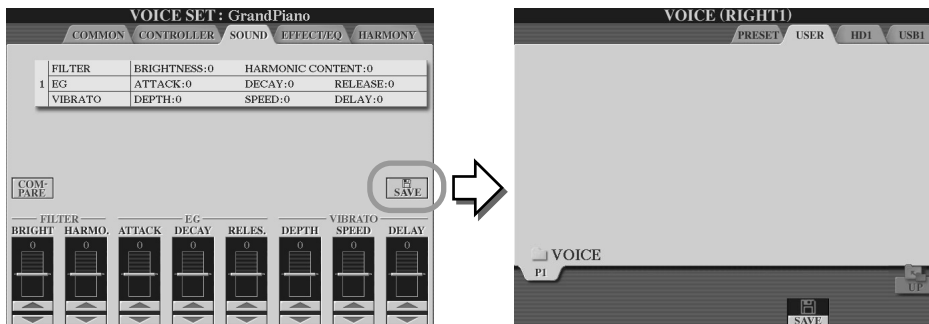 VOICE SET : GrandPiano
COMMON CONTROLLER SOUND EFFECT/EQ HARMONY
FILTER BRIGHTNESS:0 HARMONIC CONTENT:0
1 EG ATTACK:0 DECAY:0 RELEASE:0
VIBRATO DEPTH:0 SPEED:0 DELAY:0
COM-
PARE
SAVE
FILTER EG VIBRATO
BRIGHT HARMO. ATTACK DECAY RELES. DEPTH SPEED DELAY
0 0 0 0 0 0 0 0
VOICE (RIGHT1)
PRESET USER HD1 USB1
VOICE
P1
UP
SAVE